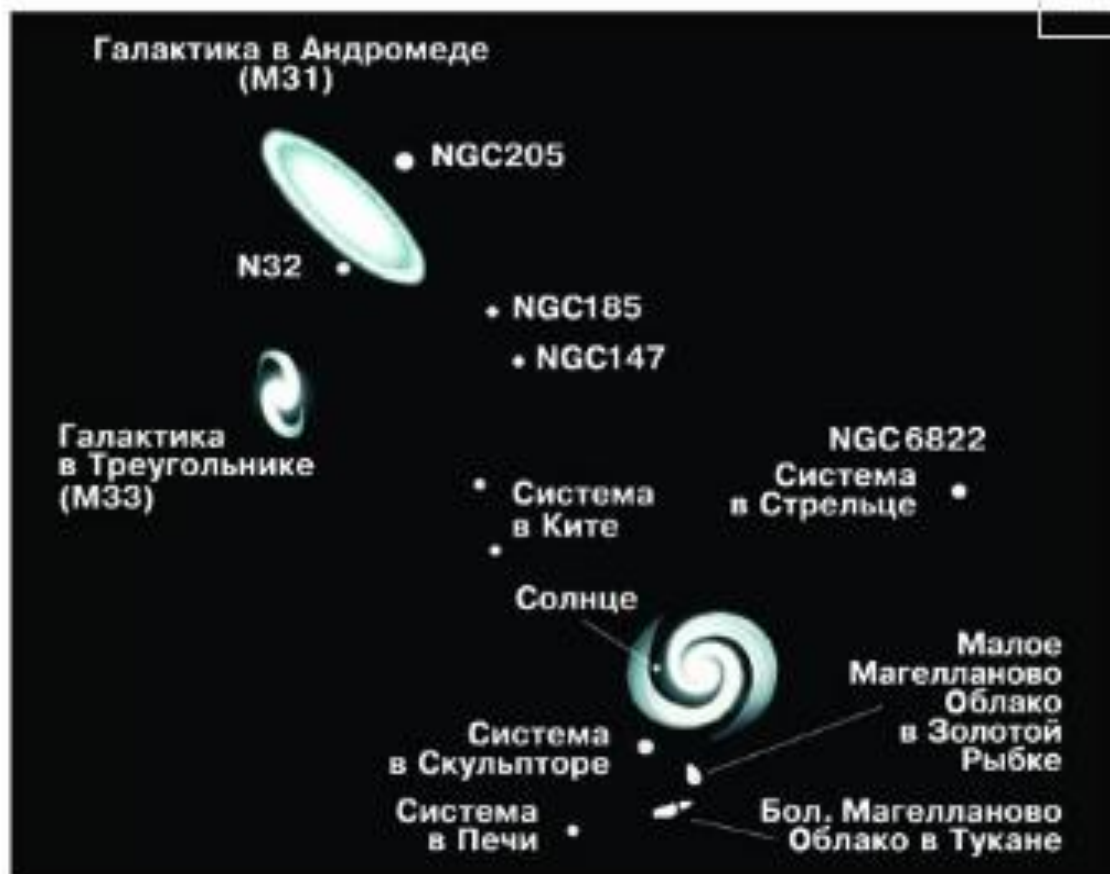 Галактика в Андромеде
(М31)
NGC205
N32
NGC185
NGC147
Галактика
в Треугольнике
(М33)
NGC6822
Система
в Стрельце
Система
в Ките
Солнце
Малое
Магелланово
Облако
в Золотой
Рыбке
Система
в Скульпторе
Система
в Печи
Бол. Магелланово
Облако в Тукане